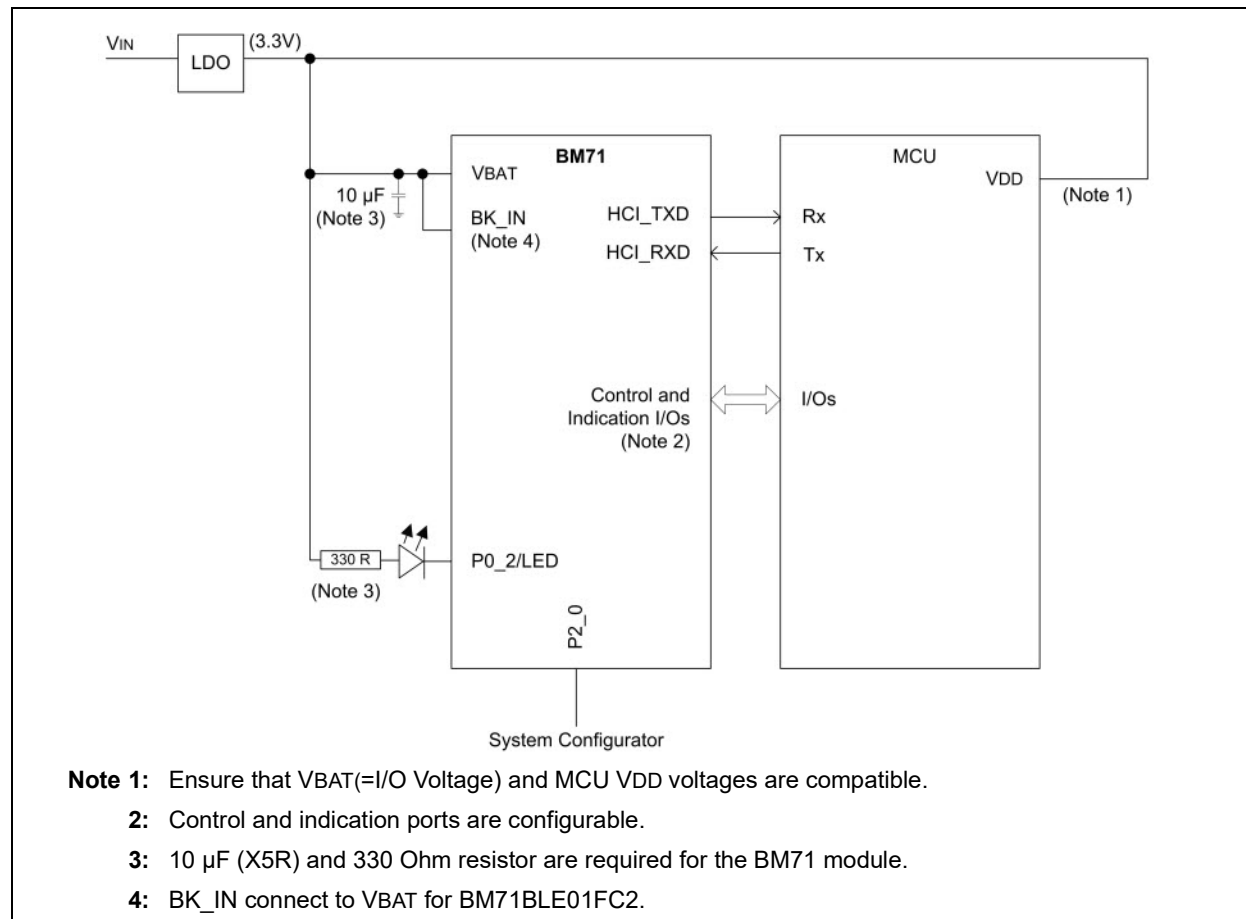 VIN
LDO
(3.3V)
BM71
MCU
VBAT
VDD
10 µF
(Note 3)
(Note 1)
BK_IN
(Note 4)
HCI_TXD
Rx
HCI_RXD
Tx
Control and
Indication I/Os
(Note 2)
I/Os
330 R
P0_2/LED
(Note 3)
P2_0
System Configurator
Note 1: Ensure that VBAT(=I/O Voltage) and MCU VDD voltages are compatible.
2: Control and indication ports are configurable.
3: 10 µF (X5R) and 330 Ohm resistor are required for the BM71 module.
4: BK_IN connect to VBAT for BM71BLE01FC2.